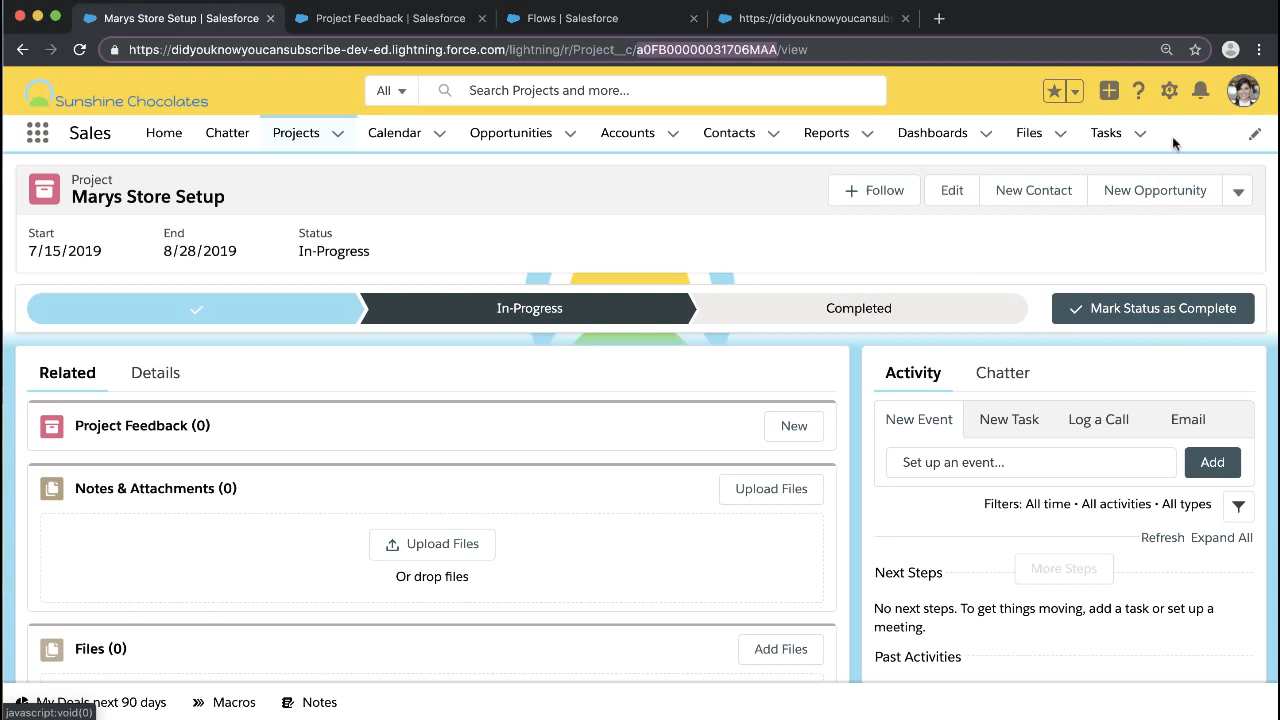 Marys Store Setup | Salesforce
Project Feedback | Salesforce
Flows | Salesforce
https://didyouknowyoucansubs
https://didyouknowyoucansubscribe-dev-ed.lightning.force.com/lightning/r/Project__c/a0FB00000031706MAA/view
Sunshine Chocolates
All
Search Projects and more...
Sales
Home
Chatter
Projects
Calendar
Opportunities
Accounts
Contacts
Reports
Dashboards
Files
Tasks
Project
Marys Store Setup
Follow
Edit
New Contact
New Opportunity
Start
End
Status
7/15/2019
8/28/2019
In-Progress
In-Progress
Completed
Mark Status as Complete
Related
Details
Project Feedback (0)
New
Notes & Attachments (0)
Upload Files
Upload Files
Or drop files
Files (0)
Add Files
Activity
Chatter
New Event
New Task
Log a Call
Email
Set up an event...
Add
Filters: All time • All activities • All types
Refresh
Expand All
Next Steps
More Steps
No next steps. To get things moving, add a task or set up a
meeting.
Past Activities
My Deals next 90 days
Macros
Notes
javascript:void(0)